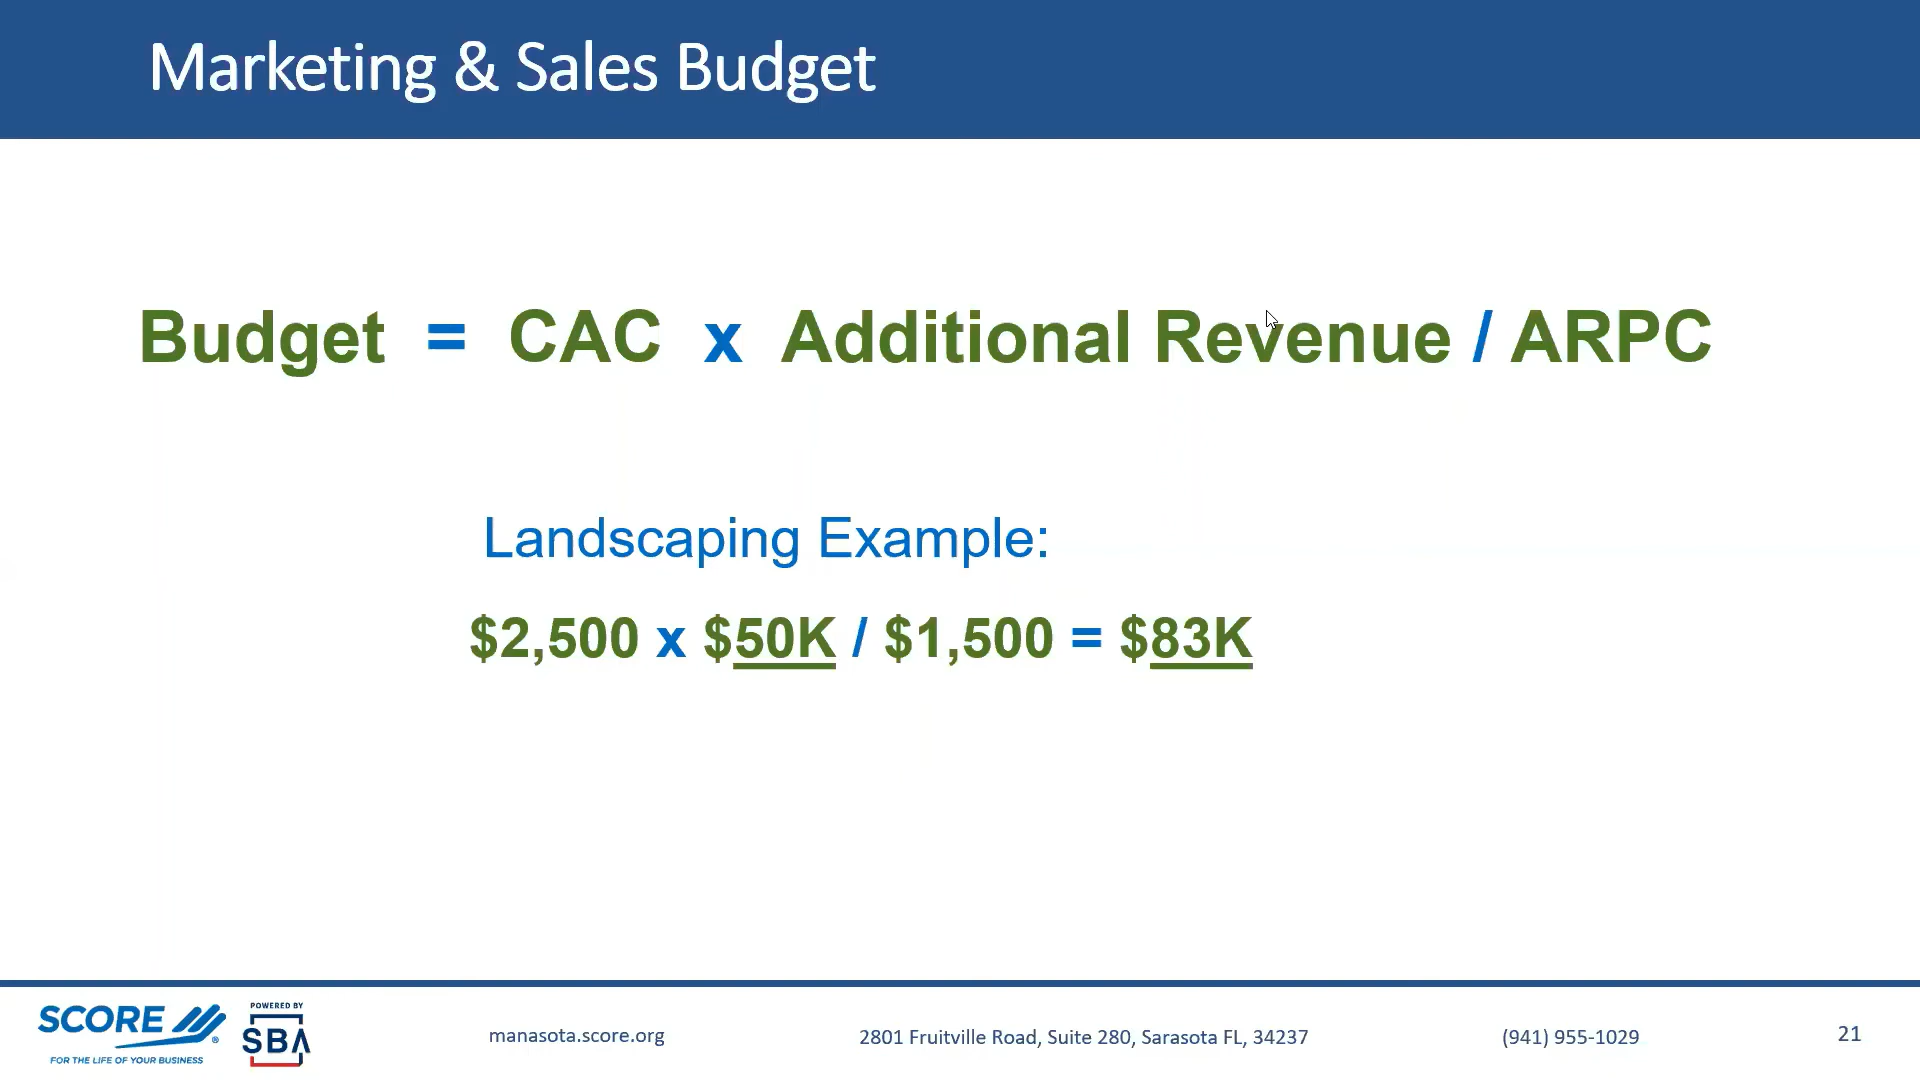 Marketing & Sales Budget
Budget = CAC x Additional Revenue / ARPC
Landscaping Example:
$2,500 x $50K / $1,500 = $83K
SCORE
FOR THE LIFE OF YOUR BUSINESS
POWERED BY
SBA
manasota.score.org
2801 Fruitville Road, Suite 280, Sarasota FL, 34237
(941) 955-1029
21